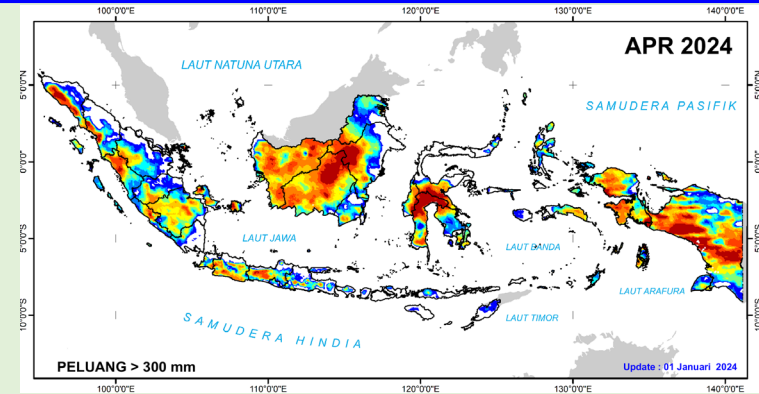 100°0'0"E 110°0'0"E 120°0'0"E 130°0'0"E 140°0'0"E
APR 2024
LAUT NATUNA UTARA
5°0'0"N 5°0'0"N
SAMUDERA PASIFIK
0°0'0" 0°0'0"
LAUT JAWA
LAUT BANDA
5°0'0"S 5°0'0"S
LAUT ARAFURA
SAMUDERA HINDIA
LAUT TIMOR
10°0'0"S 10°0'0"S
PELUANG > 300 mm
Update : 01 Januari 2024
100°0'0"E 110°0'0"E 120°0'0"E 130°0'0"E 140°0'0"E